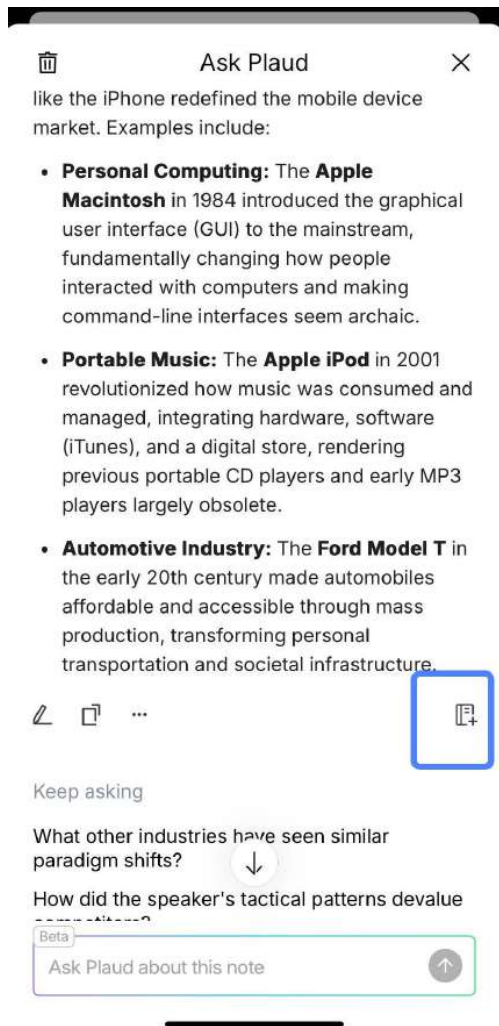 Ask Plaud
like the iPhone redefined the mobile device
market. Examples include:
• Personal Computing: The Apple
Macintosh in 1984 introduced the graphical
user interface (GUI) to the mainstream,
fundamentally changing how people
interacted with computers and making
command-line interfaces seem archaic.
• Portable Music: The Apple iPod in 2001
revolutionized how music was consumed and
managed, integrating hardware, software
(iTunes), and a digital store, rendering
previous portable CD players and early MP3
players largely obsolete.
• Automotive Industry: The Ford Model T in
the early 20th century made automobiles
affordable and accessible through mass
production, transforming personal
transportation and societal infrastructure.
Keep asking
What other industries have seen similar
paradigm shifts?
How did the speaker's tactical patterns devalue
Beta
Ask Plaud about this note